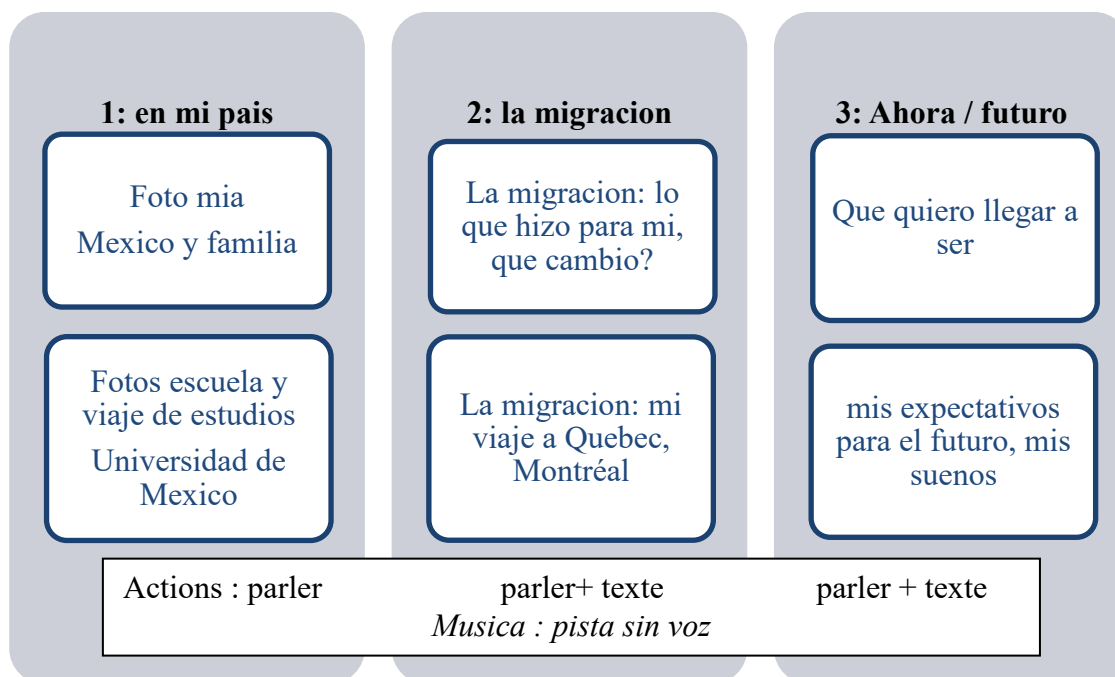 1: en mi pais
Foto mia
Mexico y familia
Fotos escuela y
viaje de estudios
Universidad de
Mexico
2: la migracion
La migracion: lo
que hizo para mi,
que cambio?
La migracion: mi
viaje a Quebec,
Montréal
3: Ahora / futuro
Que quiero llegar a
ser
mis expectativos
para el futuro, mis
suenos
Actions : parler parler+ texte parler + texte
Musica : pista sin voz